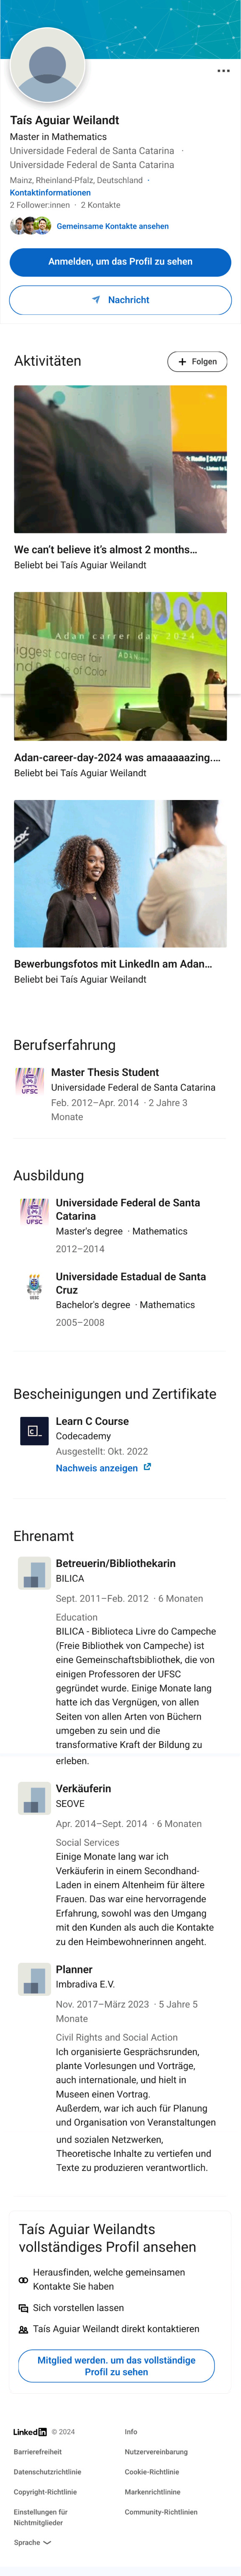 Taís Aguiar Weilandt
Master in Mathematics
Universidade Federal de Santa Catarina ·
Universidade Federal de Santa Catarina
Mainz, Rheinland-Pfalz, Deutschland ·
Kontaktinformationen
2 Follower:innen · 2 Kontakte
Gemeinsame Kontakte ansehen
Anmelden, um das Profil zu sehen
Nachricht
Aktivitäten
Folgen
We can’t believe it’s almost 2 months…
Beliebt bei Taís Aguiar Weilandt
Adan career day 2024
iggest career fair
of Color
ADAN
Adan-career-day-2024 was amaaaaazing.…
Beliebt bei Taís Aguiar Weilandt
Bewerbungsfotos mit LinkedIn am Adan…
Beliebt bei Taís Aguiar Weilandt
Berufserfahrung
Master Thesis Student
UFSC
Universidade Federal de Santa Catarina
Feb. 2012–Apr. 2014 · 2 Jahre 3
Monate
Ausbildung
Universidade Federal de Santa
Catarina
UFSC
Master's degree · Mathematics
2012–2014
Universidade Estadual de Santa
Cruz
Bachelor's degree · Mathematics
2005–2008
Bescheinigungen und Zertifikate
Learn C Course
Codecademy
Ausgestellt: Okt. 2022
Nachweis anzeigen
Ehrenamt
Betreuerin/Bibliothekarin
BILICA
Sept. 2011–Feb. 2012 · 6 Monaten
Education
BILICA - Biblioteca Livre do Campeche
(Freie Bibliothek von Campeche) ist
eine Gemeinschaftsbibliothek, die von
einigen Professoren der UFSC
gegründet wurde. Einige Monate lang
hatte ich das Vergnügen, von allen
Seiten von allen Arten von Büchern
umgeben zu sein und die
transformative Kraft der Bildung zu
erleben.
Verkäuferin
SEOVE
Apr. 2014–Sept. 2014 · 6 Monaten
Social Services
Einige Monate lang war ich
Verkäuferin in einem Secondhand-
Laden in einem Altenheim für ältere
Frauen. Das war eine hervorragende
Erfahrung, sowohl was den Umgang
mit den Kunden als auch die Kontakte
zu den Heimbewohnerinnen angeht.
Planner
Imbradiva E.V.
Nov. 2017–März 2023 · 5 Jahre 5
Monate
Civil Rights and Social Action
Ich organisierte Gesprächsrunden,
plante Vorlesungen und Vorträge,
auch internationale, und hielt in
Museen einen Vortrag.
Außerdem, war ich auch für Planung
und Organisation von Veranstaltungen
und sozialen Netzwerken,
Theoretische Inhalte zu vertiefen und
Texte zu produzieren verantwortlich.
Taís Aguiar Weilandts
vollständiges Profil ansehen
Herausfinden, welche gemeinsamen
Kontakte Sie haben
Sich vorstellen lassen
Taís Aguiar Weilandt direkt kontaktieren
Mitglied werden, um das vollständige
Profil zu sehen
LinkedIn © 2024
Info
Barrierefreiheit
Nutzervereinbarung
Datenschutzrichtlinie
Cookie-Richtlinie
Copyright-Richtlinie
Markenrichtlinine
Einstellungen für
Nichtmitglieder
Community-Richtlinien
Sprache